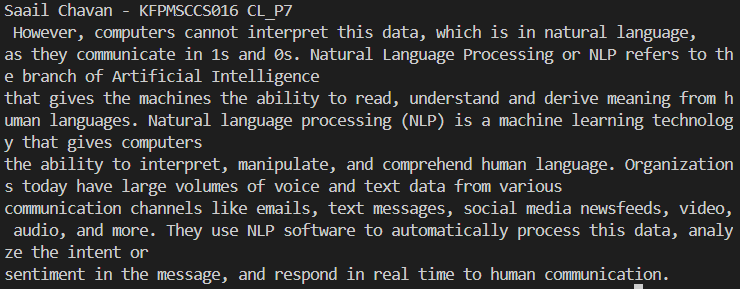 Saail Chavan - KFPMSCCS016 CL_P7
 However, computers cannot interpret this data, which is in natural language,
as they communicate in 1s and 0s. Natural Language Processing or NLP refers to th
e branch of Artificial Intelligence
that gives the machines the ability to read, understand and derive meaning from h
uman languages. Natural language processing (NLP) is a machine learning technolog
y that gives computers
the ability to interpret, manipulate, and comprehend human language. Organization
s today have large volumes of voice and text data from various
communication channels like emails, text messages, social media newsfeeds, video,
 audio, and more. They use NLP software to automatically process this data, analy
ze the intent or
sentiment in the message, and respond in real time to human communication.